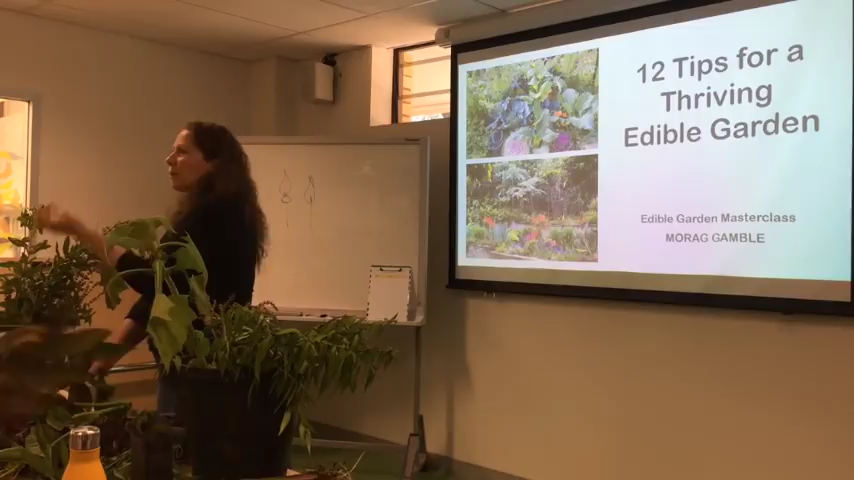 12 Tips for a
Thriving
Edible Garden
Edible Garden Masterclass
MORAG GAMBLE